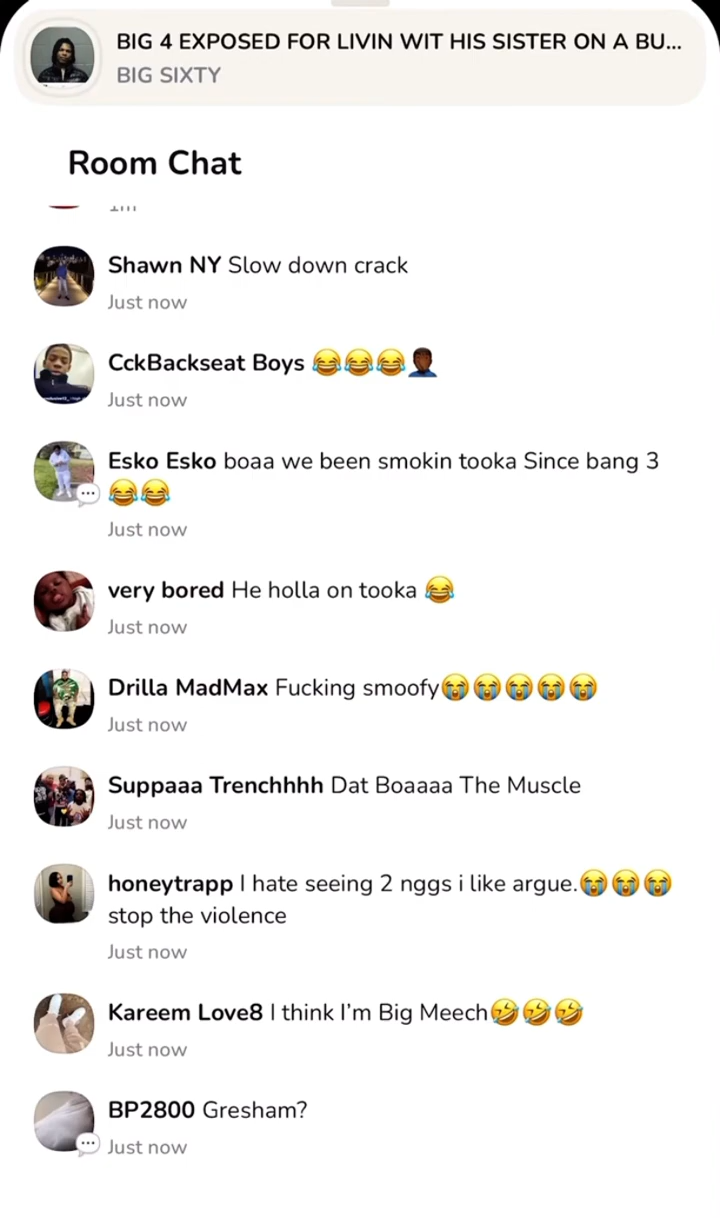 BIG 4 EXPOSED FOR LIVIN WIT HIS SISTER ON A BU...
BIG SIXTY
Room Chat
Shawn NY Slow down crack
Just now
CckBackseat Boys 😂😂😂🤦🏿‍♂️
Just now
Esko Esko boaa we been smokin tooka Since bang 3
😂😂
Just now
very bored He holla on tooka 😂
Just now
Drilla MadMax Fucking smoofy😭😭😭😭😭
Just now
Suppaaa Trenchhhh Dat Boaaaa The Muscle
Just now
honeytrapp I hate seeing 2 nggs i like argue.😭😭😭
stop the violence
Just now
Kareem Love8 I think I'm Big Meech🤣🤣🤣
Just now
BP2800 Gresham?
Just now